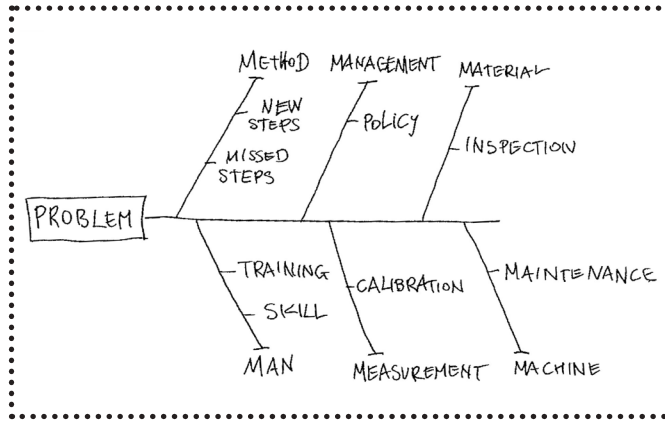 METHOD
MANAGEMENT
MATERIAL
NEW
STEPS
POLICY
MISSED
STEPS
INSPECTION
PROBLEM
TRAINING
CALIBRATION
MAINTENANCE
SKILL
MAN
MEASUREMENT
MACHINE